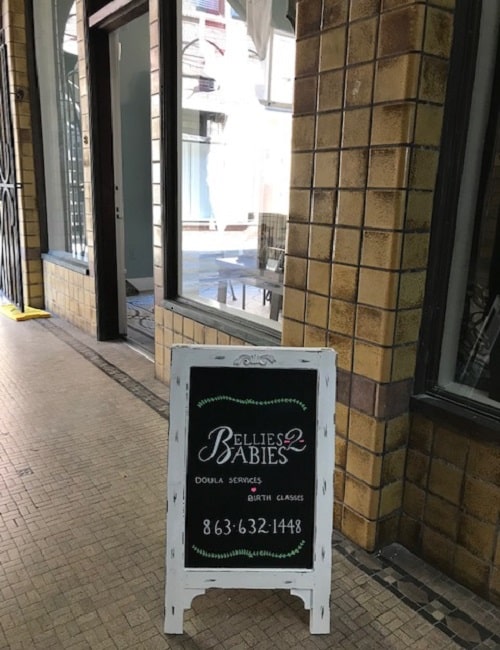 BELLIES-2-
BABIES
DOULA SERVICES
BIRTH CLASSES
863·632·1448